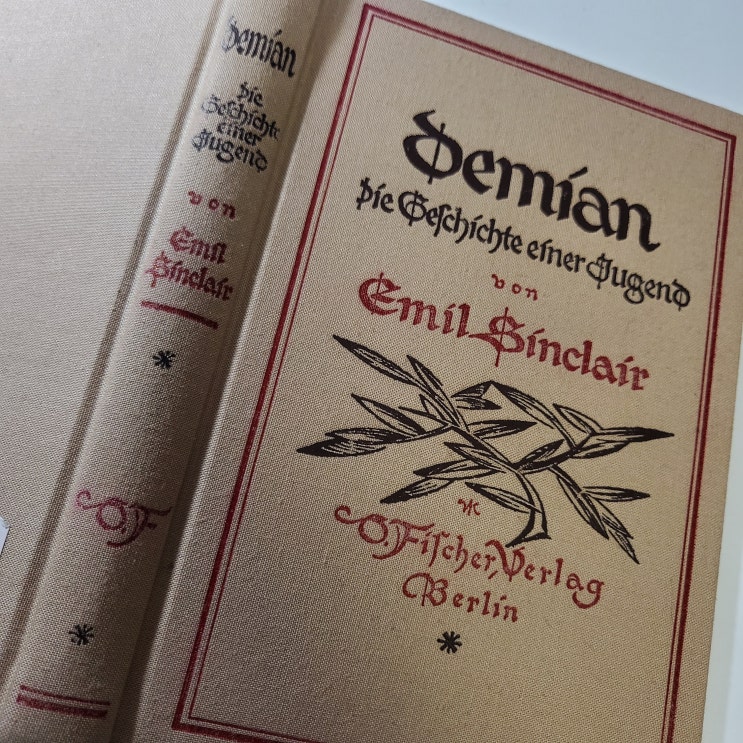 Demian
Die
Geschichte
einer
Jugend
von
Emil
Sinclair
S.F
Demian
Die Geschichte einer Jugend
von
Emil Sinclair
S. Fischer, Verlag
Berlin